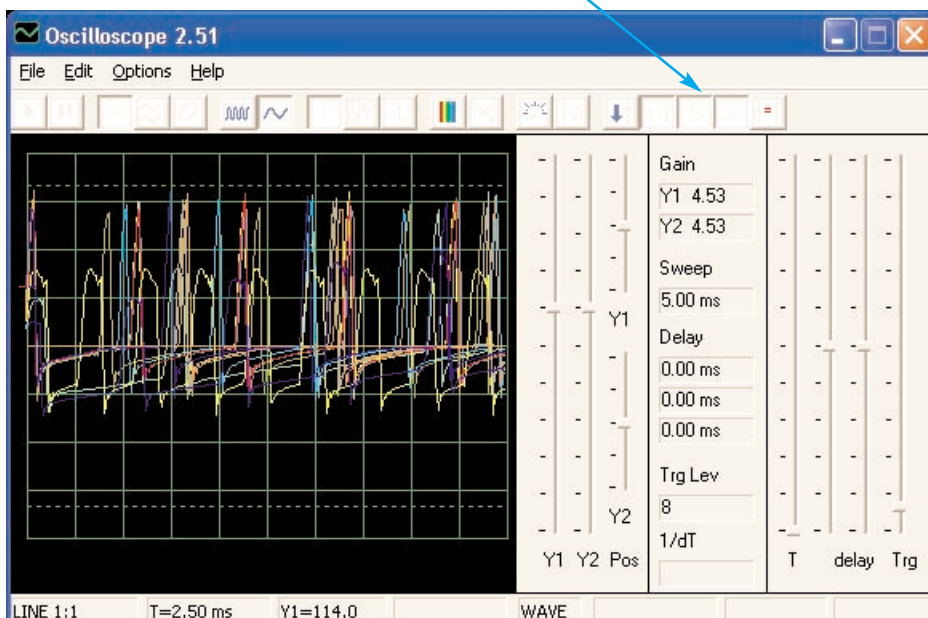 Oscilloscope 2.51
File Edit Options Help
Gain
Y1 4.53
Y2 4.53
Sweep
5.00 ms
Y1
Delay
0.00 ms
0.00 ms
0.00 ms
Trg Lev
8
Y2
1/dT
Y1 Y2 Pos
T delay Trg
LINE 1:1 T=2.50 ms Y1=114.0 WAVE